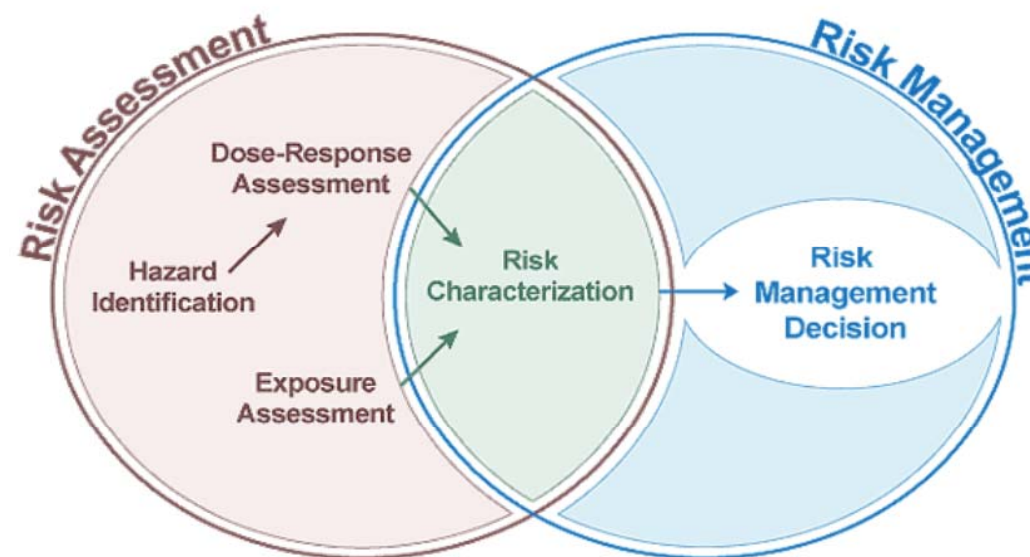 Risk Assessment
Risk Management
Dose-Response
Assessment
Hazard
Identification
Exposure
Assessment
Risk
Characterization
Risk
Management
Decision